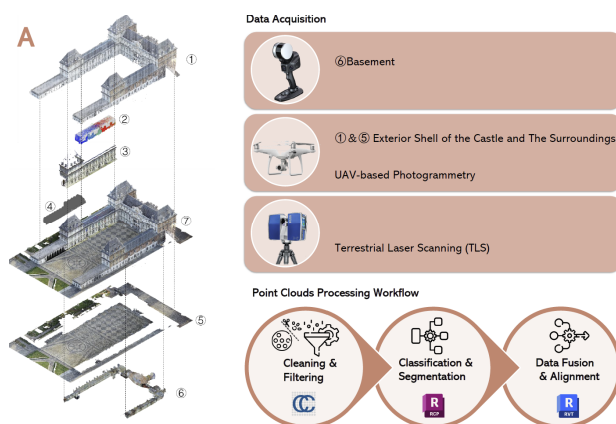 A
①
②
③
④
⑦
⑤
⑥
Data Acquisition
⑥Basement
①&⑤ Exterior Shell of the Castle and The Surroundings
UAV-based Photogrammetry
Terrestrial Laser Scanning (TLS)
Point Clouds Processing Workflow
Cleaning &
Filtering
Classification &
Segmentation
Data Fusion
& Alignment
CC
R
RCP
R
RVT